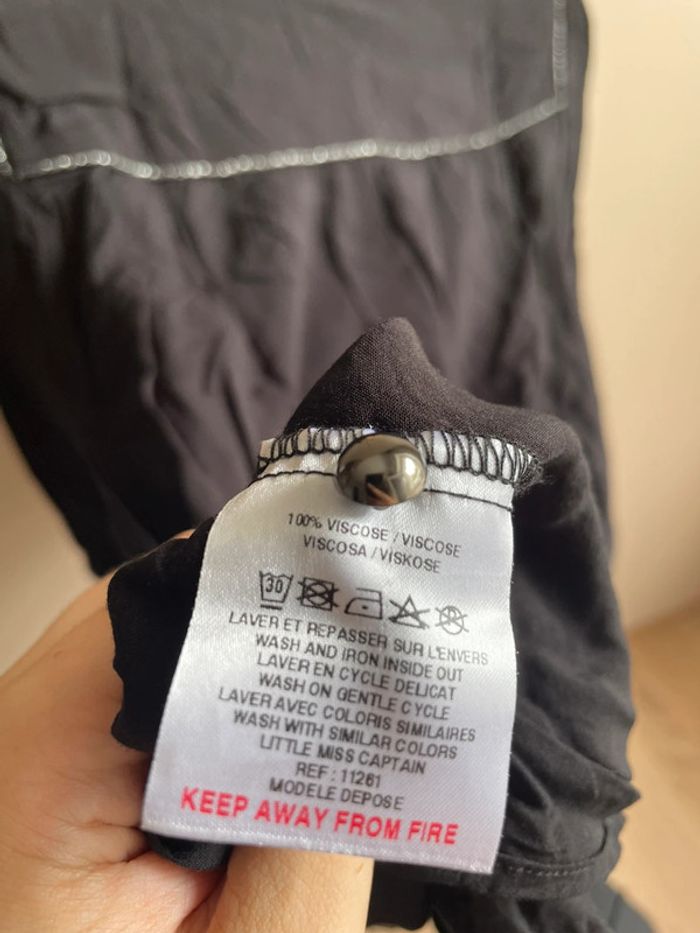 100% VISCOSE / VISCOSE
VISCOSA / VISKOSE
30
LAVER ET REPASSER SUR L'ENVERS
WASH AND IRON INSIDE OUT
LAVER EN CYCLE DELICAT
WASH ON GENTLE CYCLE
LAVER AVEC COLORIS SIMILAIRES
WASH WITH SIMILAR COLORS
LITTLE MISS CAPTAIN
REF : 11261
MODELE DEPOSE
KEEP AWAY FROM FIRE